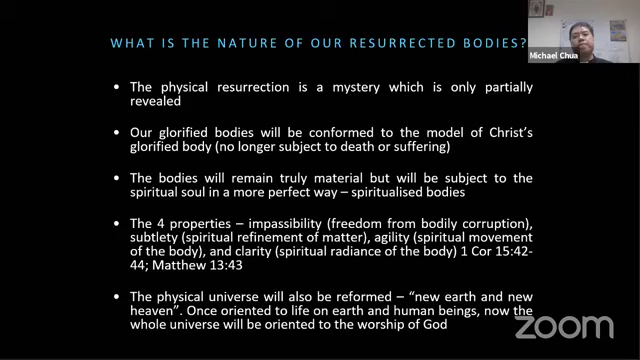 WHAT IS THE NATURE OF OUR RESURRECTED BODIES?
Michael Chua
• The physical resurrection is a mystery which is only partially
revealed
• Our glorified bodies will be conformed to the model of Christ's
glorified body (no longer subject to death or suffering)
• The bodies will remain truly material but will be subject to the
spiritual soul in a more perfect way – spiritualised bodies
• The 4 properties – impassibility (freedom from bodily corruption),
subtlety (spiritual refinement of matter), agility (spiritual movement
of the body), and clarity (spiritual radiance of the body) 1 Cor 15:42-
44; Matthew 13:43
• The physical universe will also be reformed – "new earth and new
heaven". Once oriented to life on earth and human beings, now the
whole universe will be oriented to the worship of God
zoom